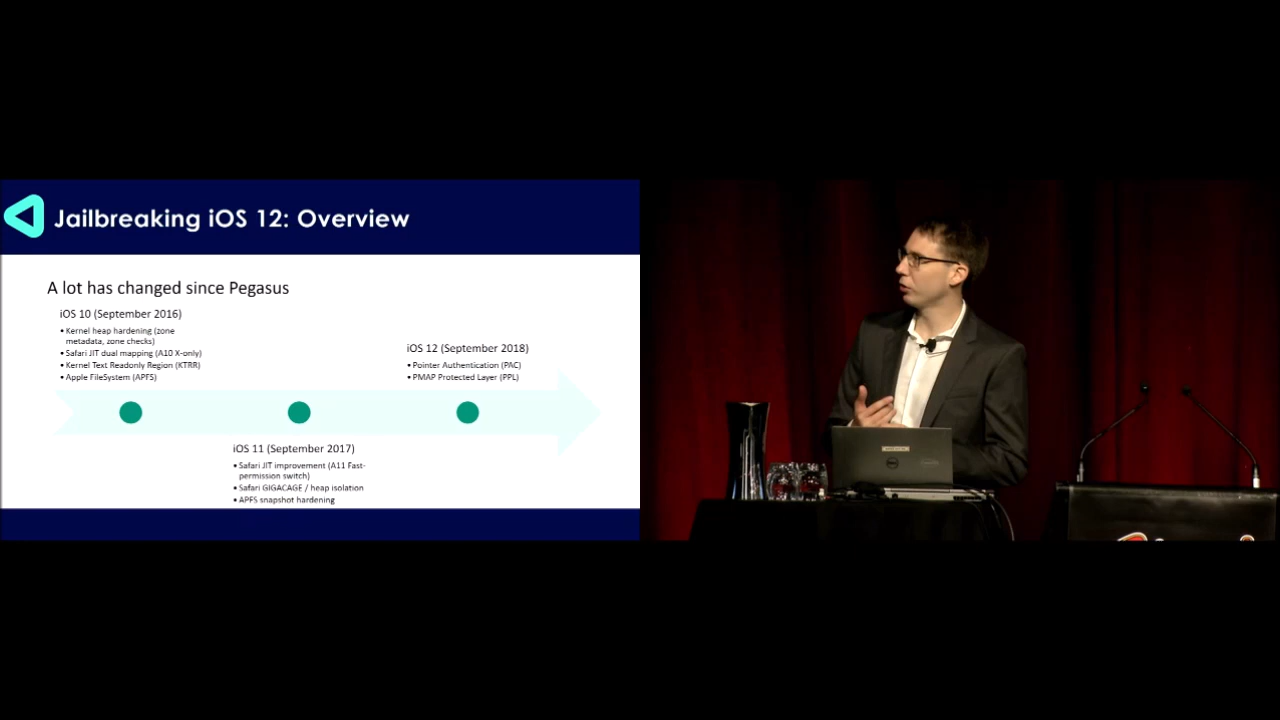 Jailbreaking iOS 12: Overview
A lot has changed since Pegasus
iOS 10 (September 2016)
• Kernel heap hardening (zone
metadata, zone checks)
• Safari JIT dual mapping (A10 X-only)
• Kernel Text Readonly Region (KTRR)
• Apple FileSystem (APFS)
iOS 12 (September 2018)
• Pointer Authentication (PAC)
• PMAP Protected Layer (PPL)
iOS 11 (September 2017)
• Safari JIT improvement (A11 Fast-
permission switch)
• Safari GIGACAGE / heap isolation
• APFS snapshot hardening